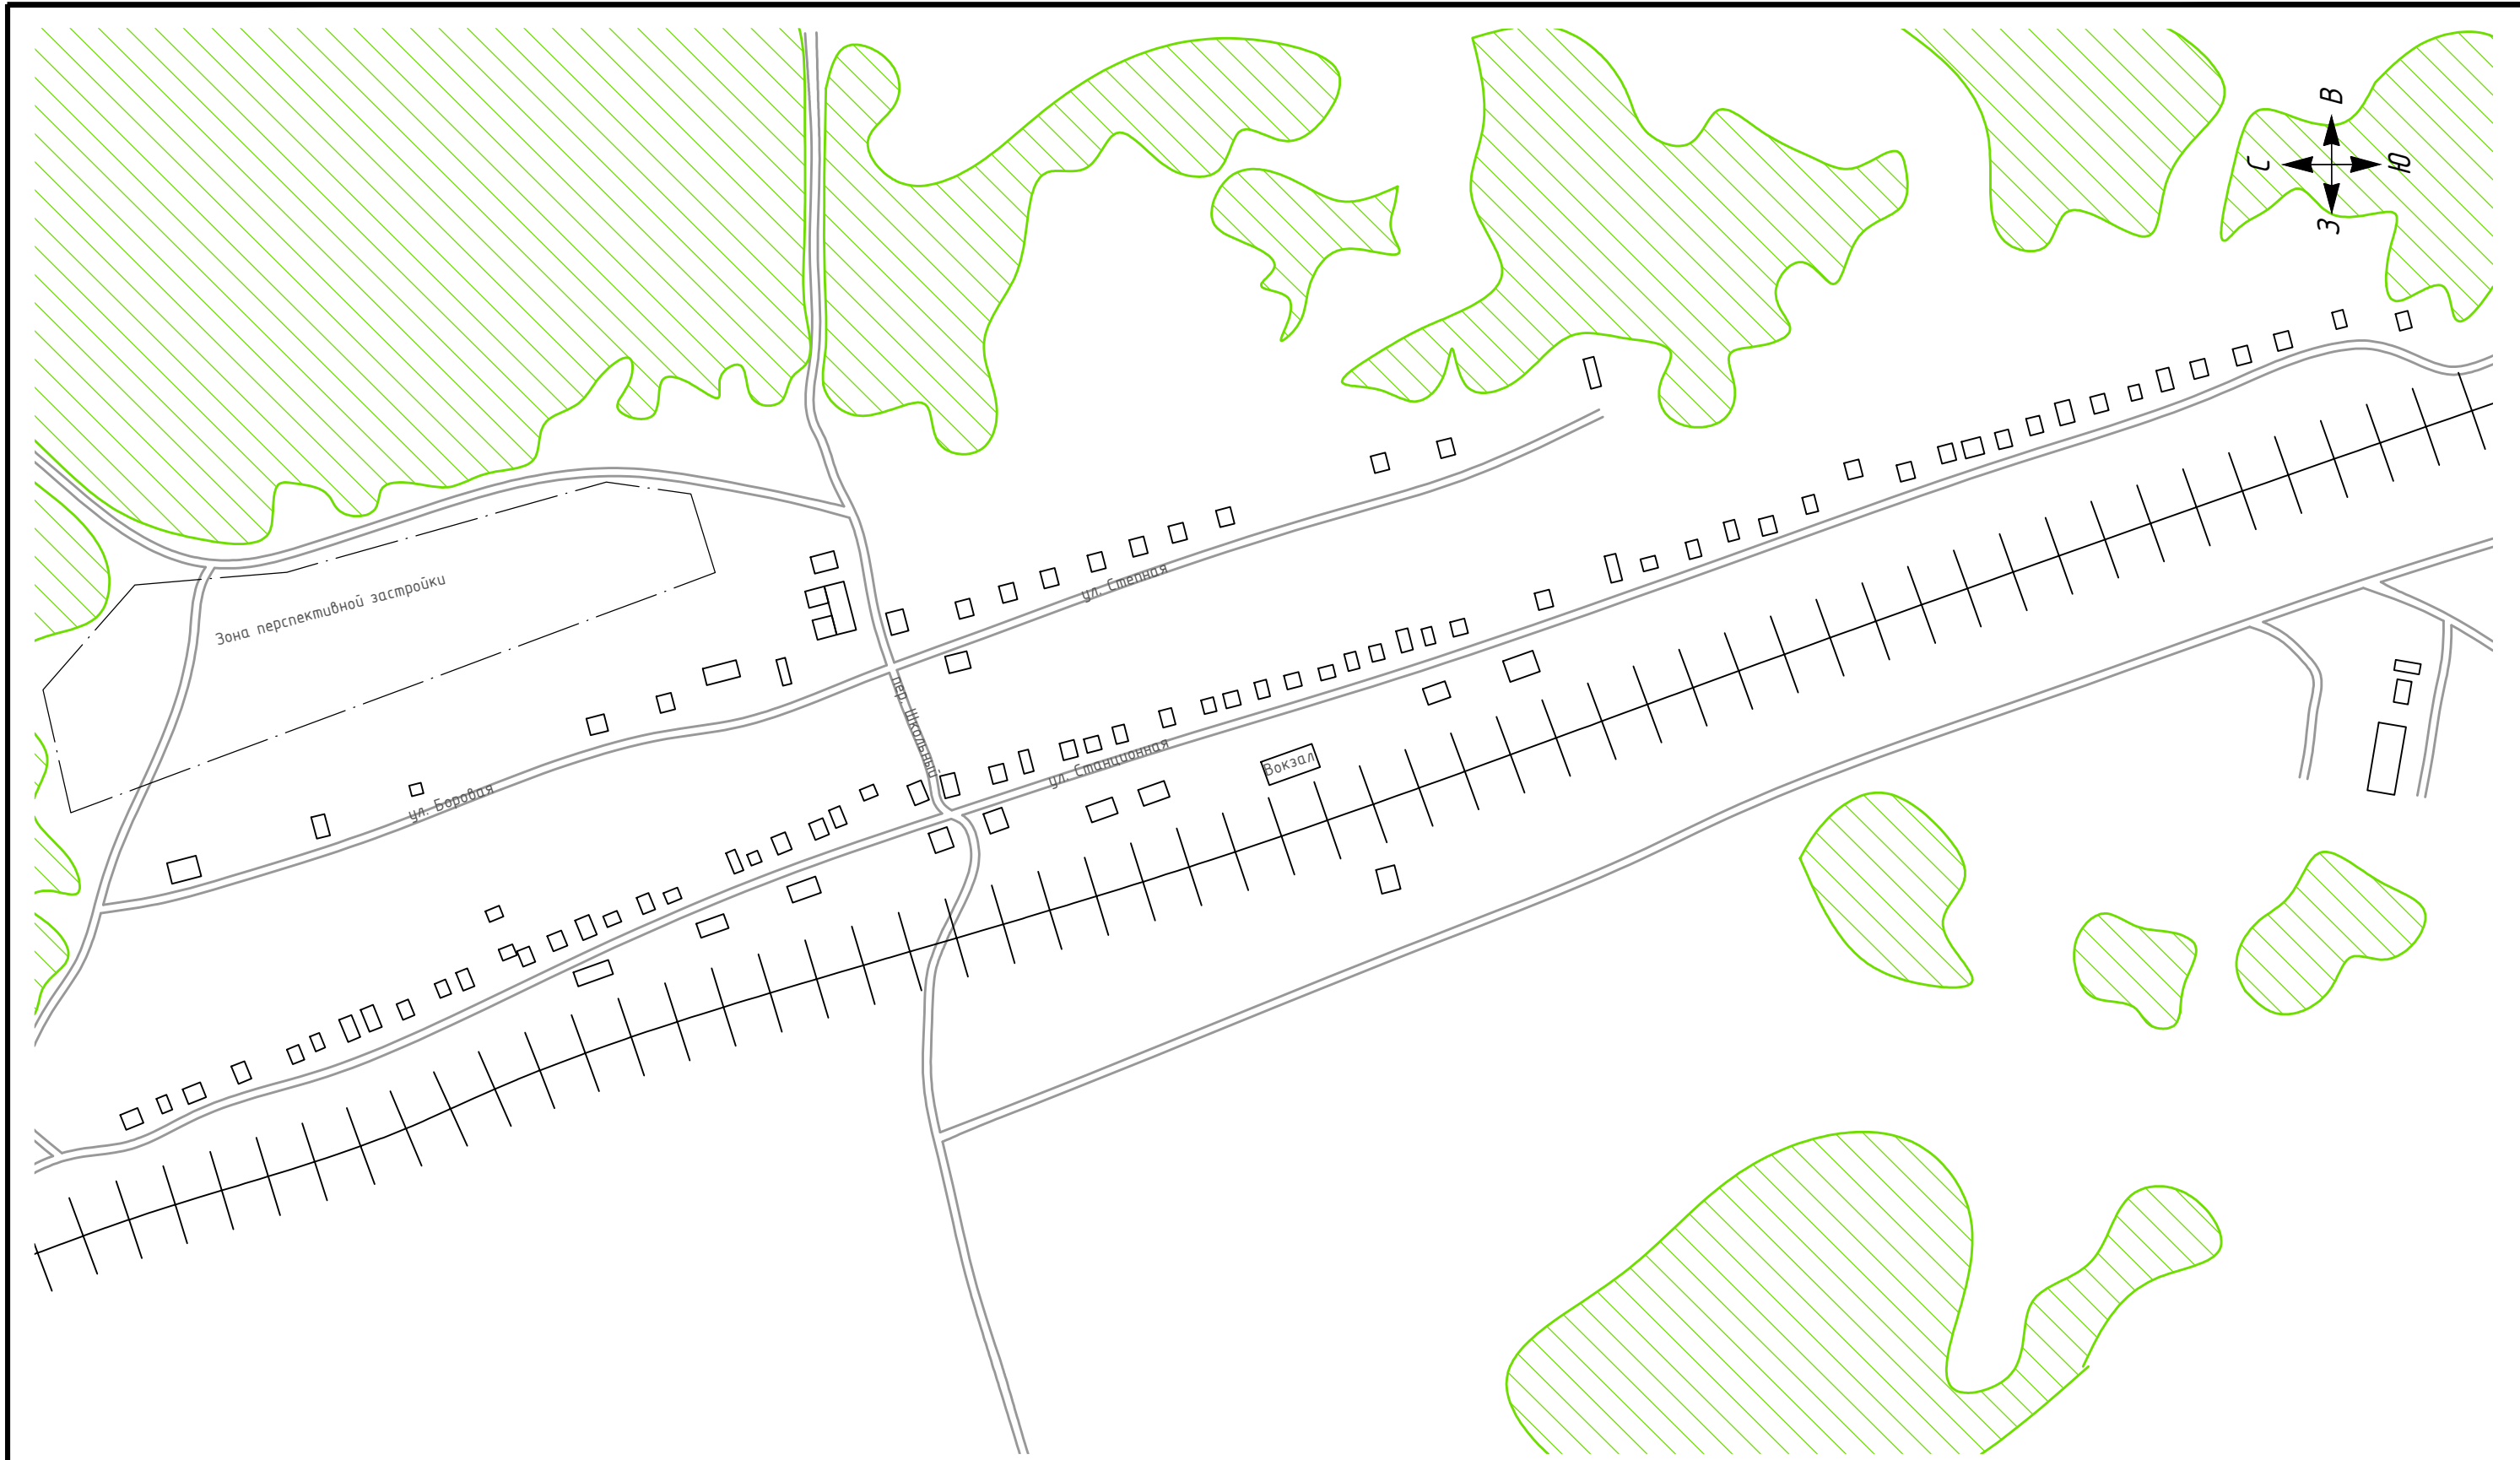 В
С
Ю
З
Зона перспективной застройки
ул. Степная
пер. Школьный
ул. Станционная
Вокзал
ул. Боровая